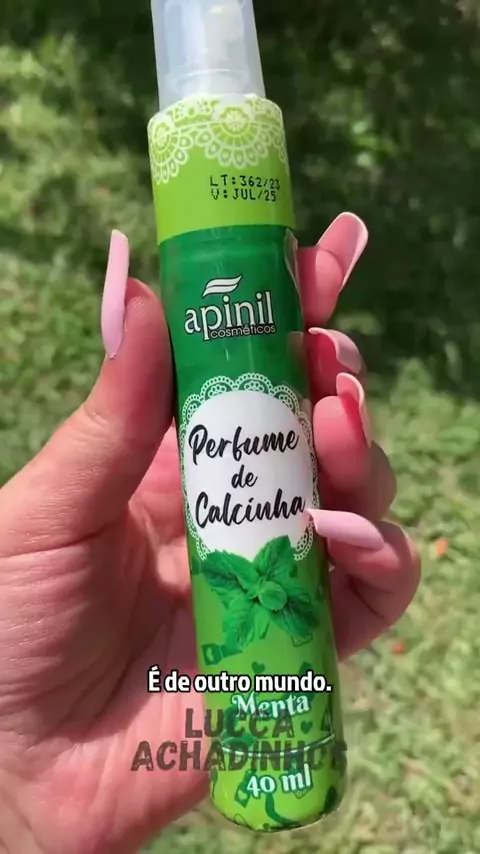 LT:362/23
V:JUL/25
apinil
cosméticos
Perfume
de
Calcinha
É de outro mundo.
Menta
LUCCA
ACHADINHOS
40 ml